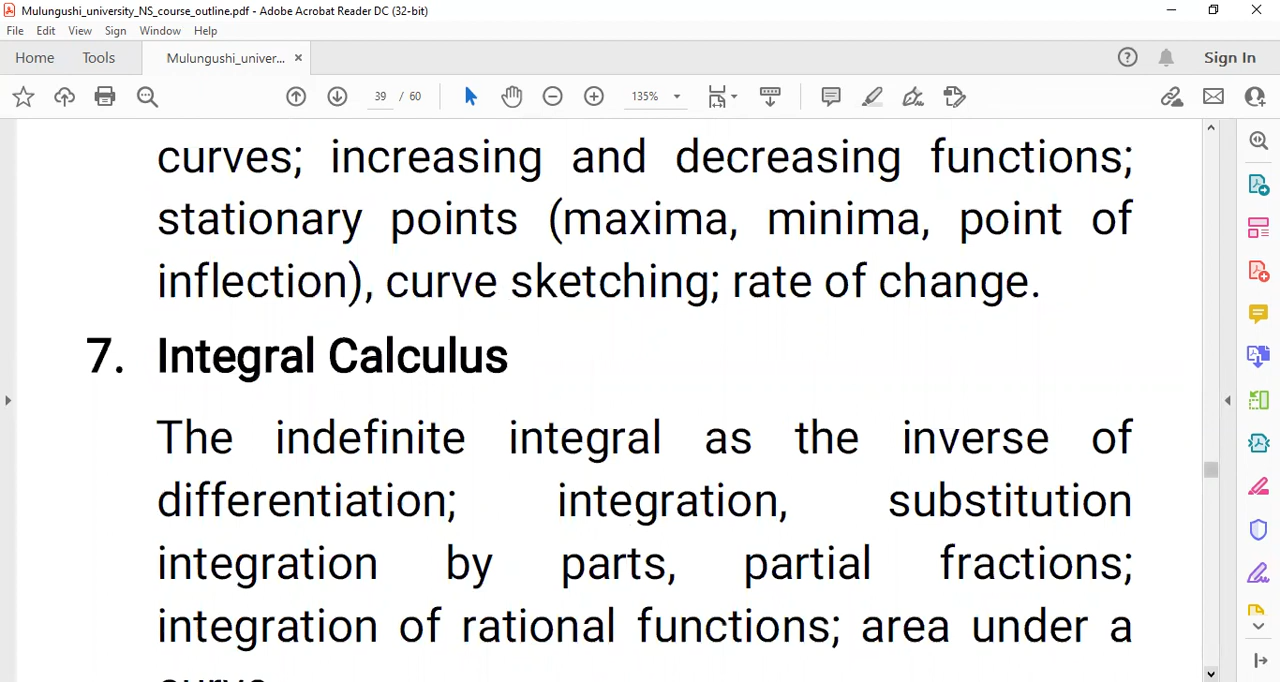 Mulungushi_university_NS_course_outline.pdf - Adobe Acrobat Reader DC (32-bit)
File Edit View Sign Window Help
Home Tools Mulungushi_univer... Sign In
39 / 60 135%
curves; increasing and decreasing functions;
stationary points (maxima, minima, point of
inflection), curve sketching; rate of change.
7. Integral Calculus
The indefinite integral as the inverse of
differentiation; integration, substitution
integration by parts, partial fractions;
integration of rational functions; area under a
curve